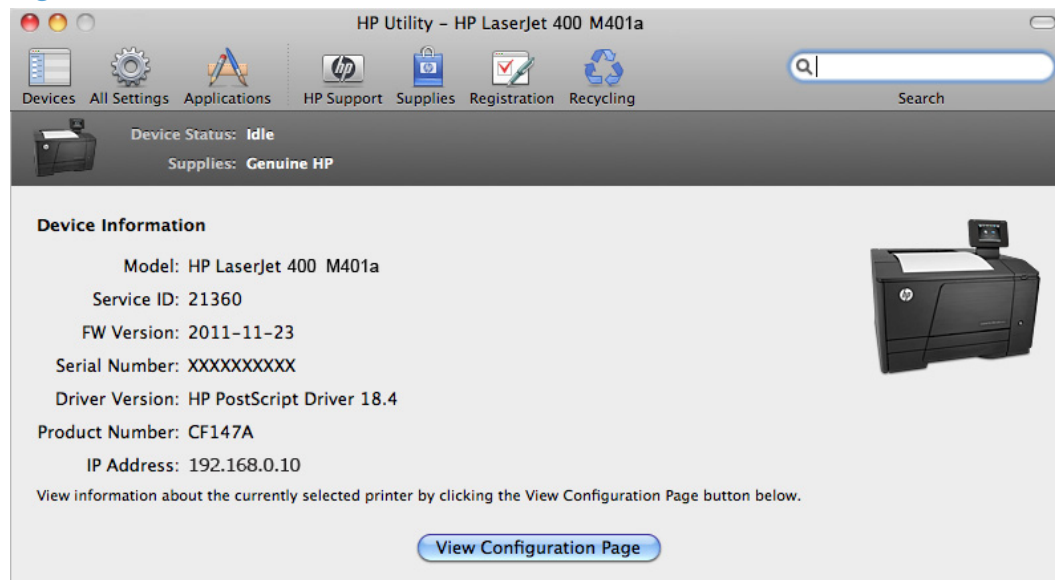 HP Utility – HP LaserJet 400 M401a
Devices All Settings Applications HP Support Supplies Registration Recycling Search
Device Status: Idle
Supplies: Genuine HP
Device Information
Model: HP LaserJet 400 M401a
Service ID: 21360
FW Version: 2011-11-23
Serial Number: XXXXXXXXXX
Driver Version: HP PostScript Driver 18.4
Product Number: CF147A
IP Address: 192.168.0.10
View information about the currently selected printer by clicking the View Configuration Page button below.
View Configuration Page